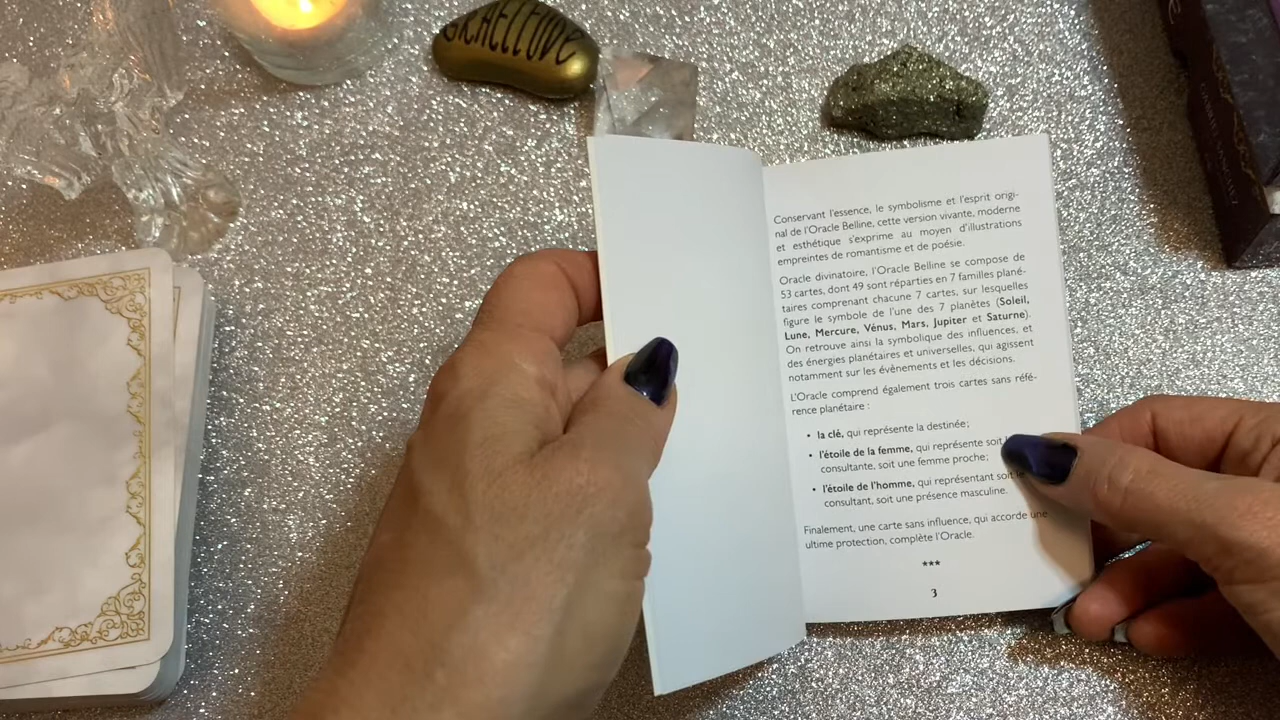 Conservant l'essence, le symbolisme et l'esprit origi-
nal de l'Oracle Belline, cette version vivante, moderne
et esthétique s'exprime au moyen d'illustrations
empreintes de romantisme et de poésie.
Oracle divinatoire, l'Oracle Belline se compose de
53 cartes, dont 49 sont réparties en 7 familles plané-
taires comprenant chacune 7 cartes, sur lesquelles
figure le symbole de l'une des 7 planètes (Soleil,
Lune, Mercure, Vénus, Mars, Jupiter et Saturne).
On retrouve ainsi la symbolique des influences, et
des énergies planétaires et universelles, qui agissent
notamment sur les évènements et les décisions.
L'Oracle comprend également trois cartes sans réfé-
rence planétaire :
• la clé, qui représente la destinée;
• l'étoile de la femme, qui représente soit
consultante, soit une femme proche;
• l'étoile de l'homme, qui représentant soit le
consultant, soit une présence masculine.
Finalement, une carte sans influence, qui accorde une
ultime protection, complète l'Oracle.
***
3